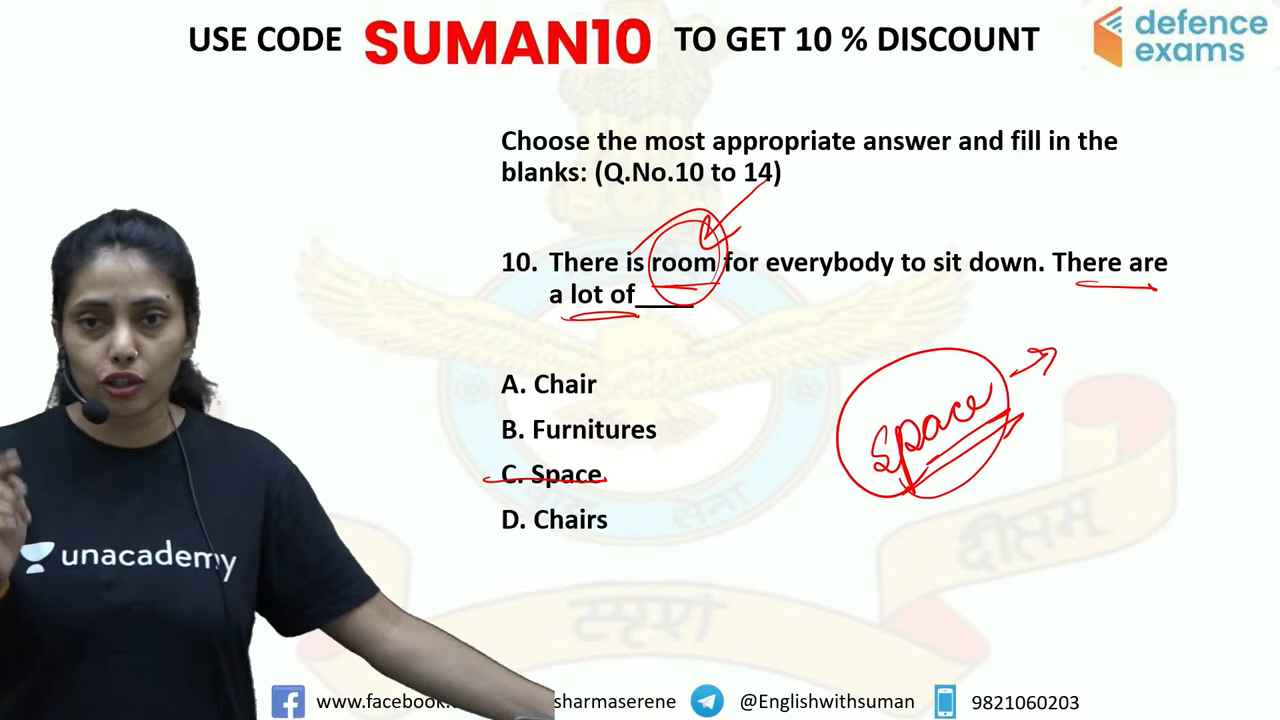 USE CODE SUMAN10 TO GET 10 % DISCOUNT
defence
exams
Choose the most appropriate answer and fill in the
blanks: (Q.No.10 to 14)
10. There is room for everybody to sit down. There are
a lot of_____
A. Chair
B. Furnitures
C. Space
D. Chairs
Space
unacademy
दीप्तम्
स्पृशं
www.facebook. sharmaserene @Englishwithsuman 9821060203